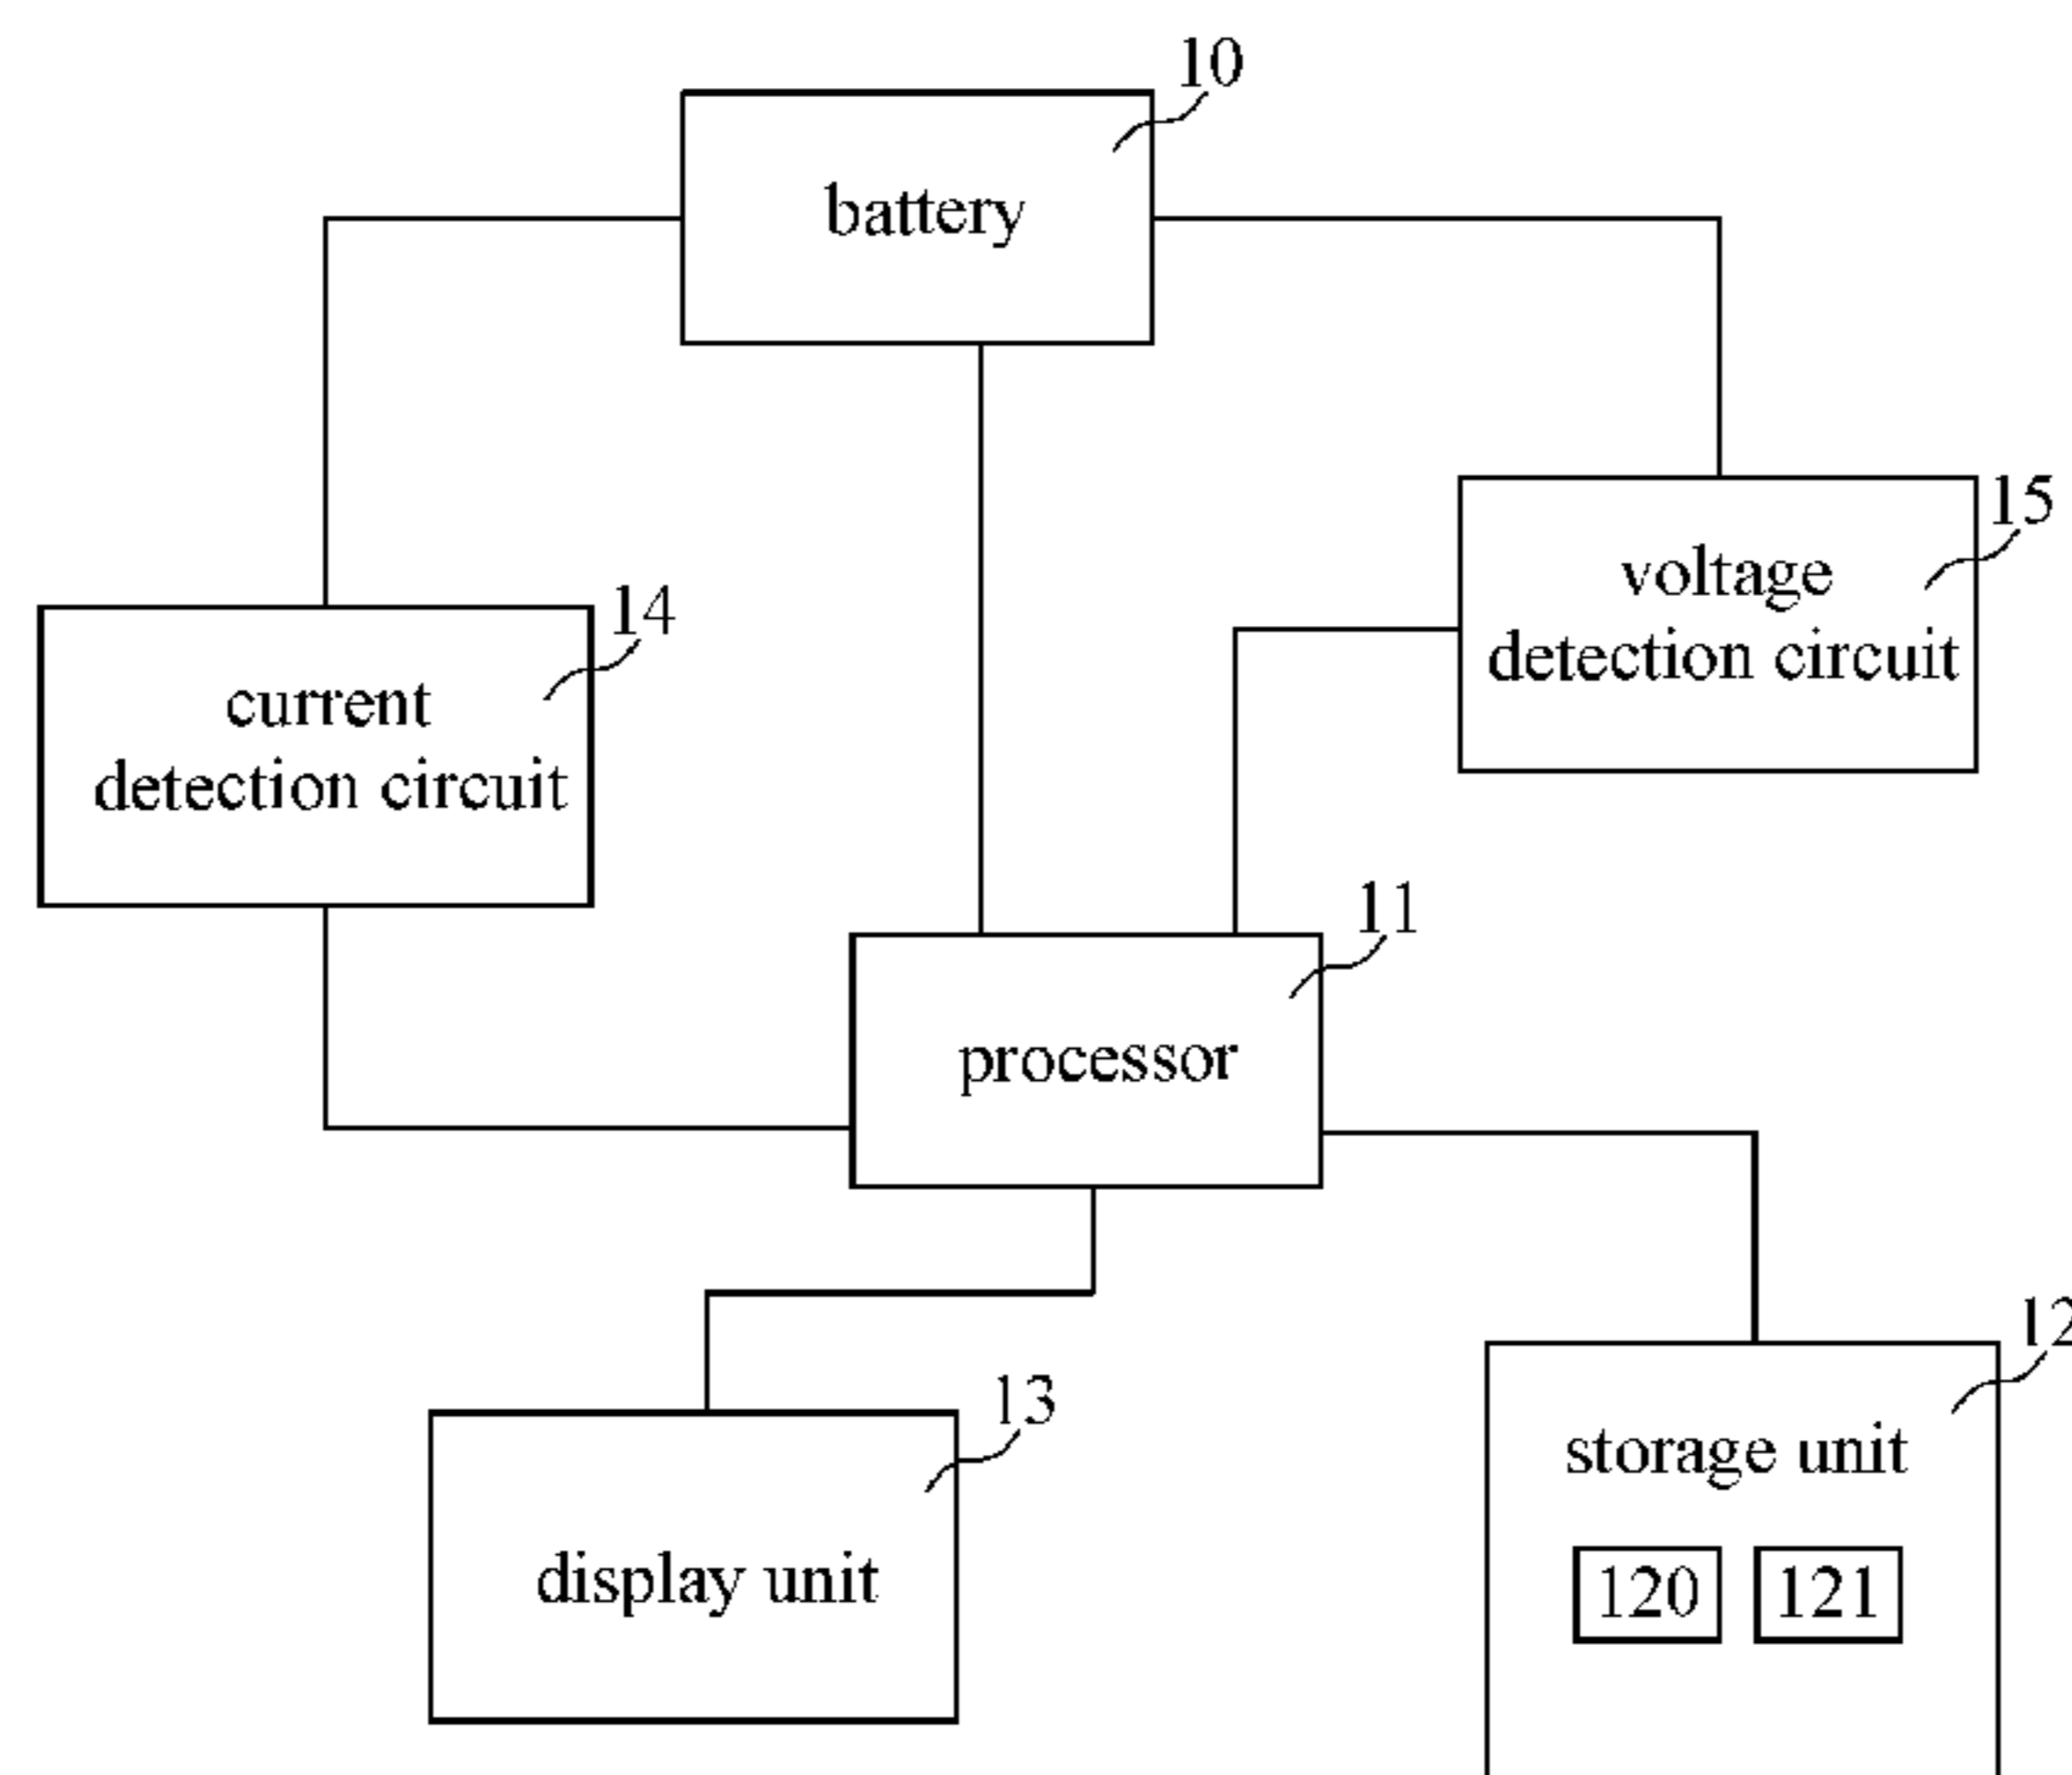 10
battery
15
voltage
detection circuit
14
current
detection circuit
11
processor
12
storage unit
120 121
13
display unit